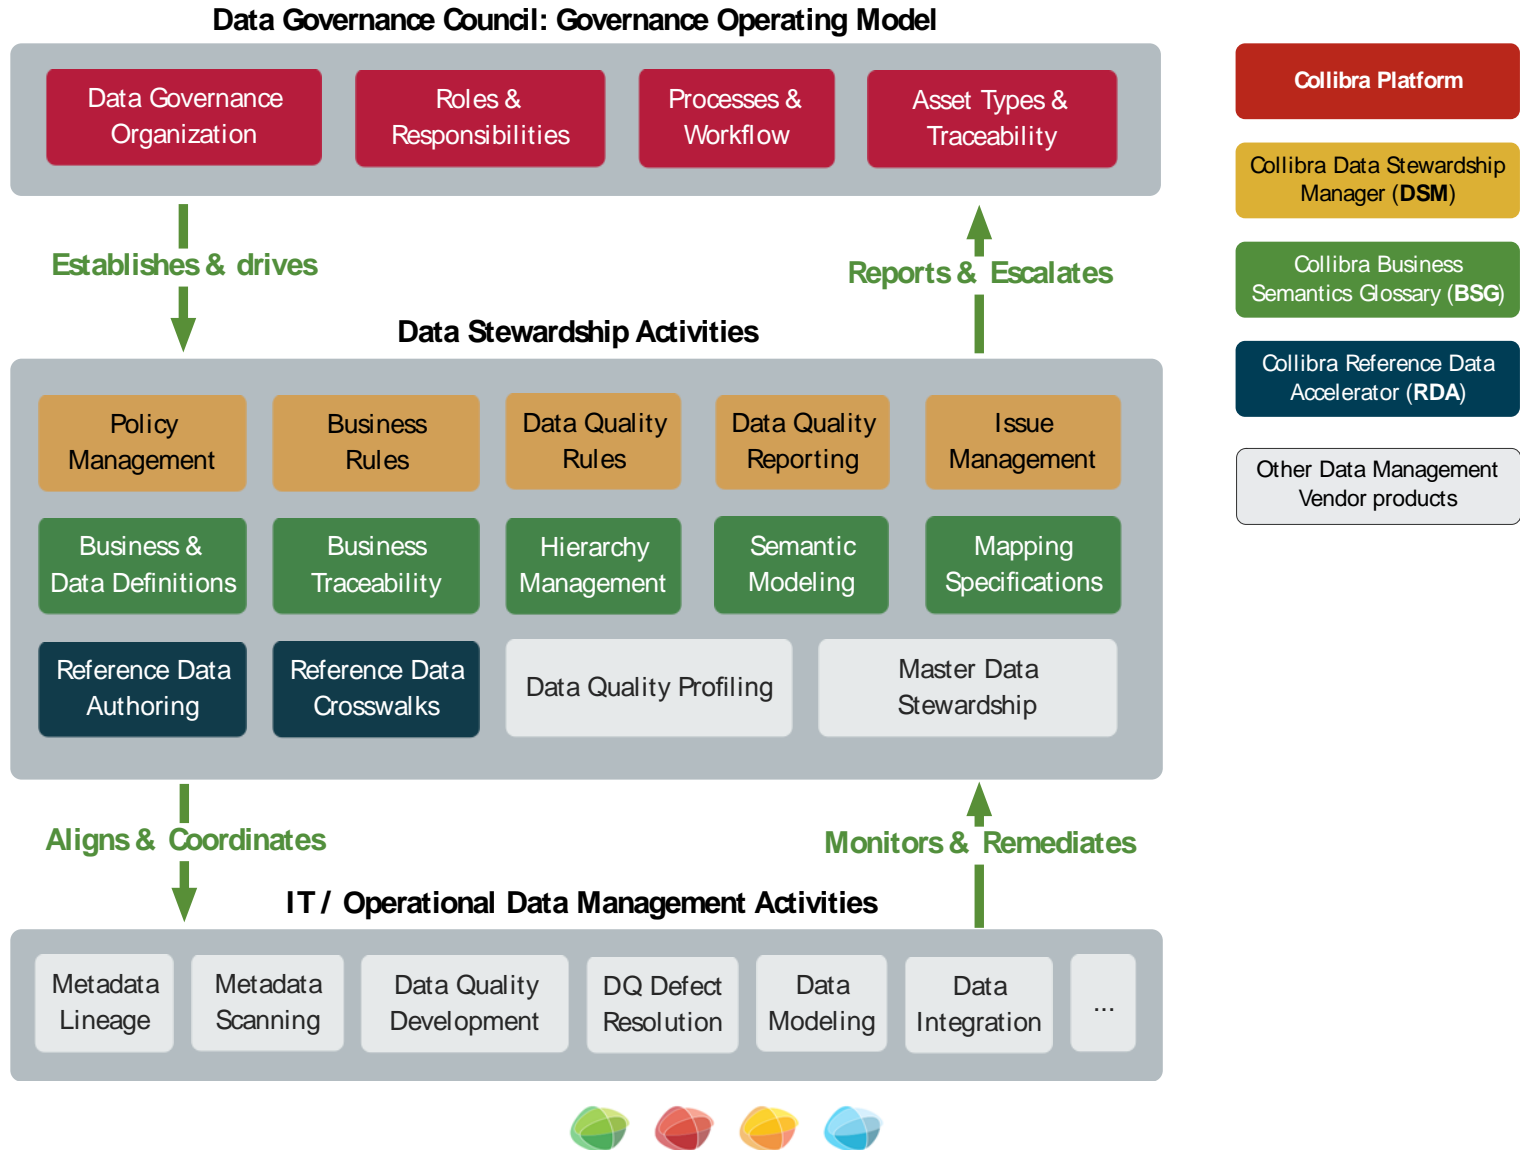 Data Governance Council: Governance Operating Model
Data Governance
Organization
Roles &
Responsibilities
Processes &
Workflow
Asset Types &
Traceability
Establishes & drives
Reports & Escalates
Data Stewardship Activities
Policy
Management
Business
Rules
Data Quality
Rules
Data Quality
Reporting
Issue
Management
Business &
Data Definitions
Business
Traceability
Hierarchy
Management
Semantic
Modeling
Mapping
Specifications
Reference Data
Authoring
Reference Data
Crosswalks
Data Quality Profiling
Master Data
Stewardship
Aligns & Coordinates
Monitors & Remediates
IT / Operational Data Management Activities
Metadata
Lineage
Metadata
Scanning
Data Quality
Development
DQ Defect
Resolution
Data
Modeling
Data
Integration
...
Collibra Platform
Collibra Data Stewardship
Manager (DSM)
Collibra Business
Semantics Glossary (BSG)
Collibra Reference Data
Accelerator (RDA)
Other Data Management
Vendor products